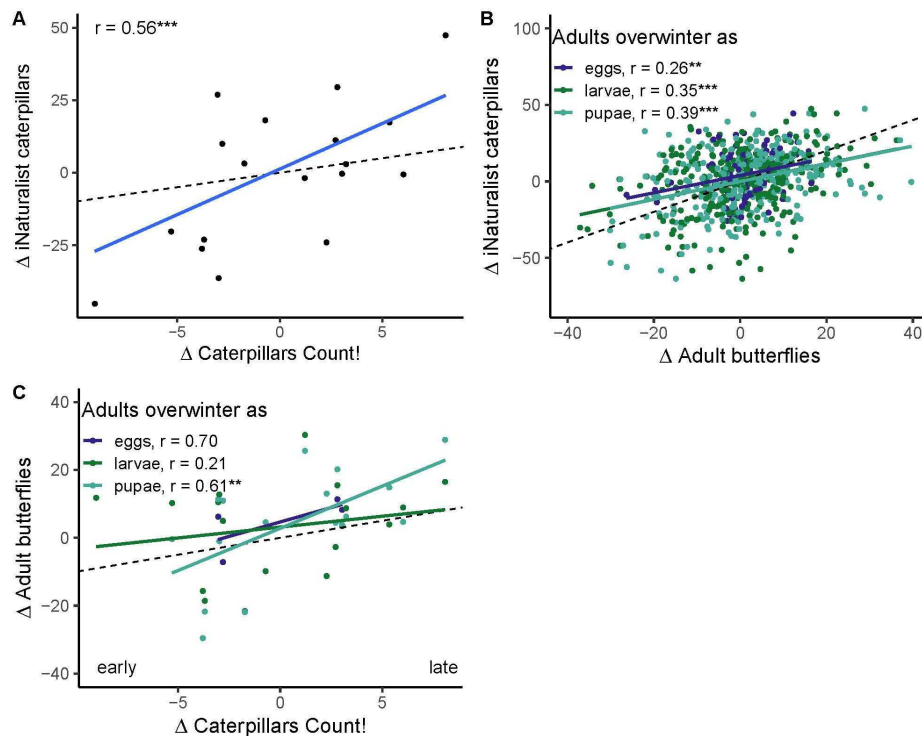 A
r = 0.56***
50
25
0
−25
Δ iNaturalist caterpillars
−5
0
5
Δ Caterpillars Count!
B
Adults overwinter as
eggs, r = 0.26**
larvae, r = 0.35***
pupae, r = 0.39***
100
50
0
−50
Δ iNaturalist caterpillars
−40
−20
0
20
40
Δ Adult butterflies
C
Adults overwinter as
eggs, r = 0.70
larvae, r = 0.21
pupae, r = 0.61**
40
20
0
−20
−40
Δ Adult butterflies
early
late
−5
0
5
Δ Caterpillars Count!